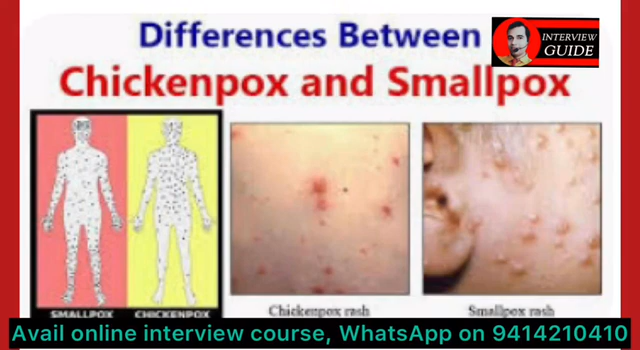 Differences Between
INTERVIEW
GUIDE
Chickenpox and Smallpox
SMALLPOX
CHICKENPOX
Chickenpox rash
Smallpox rash
Avail online interview course, WhatsApp on 9414210410